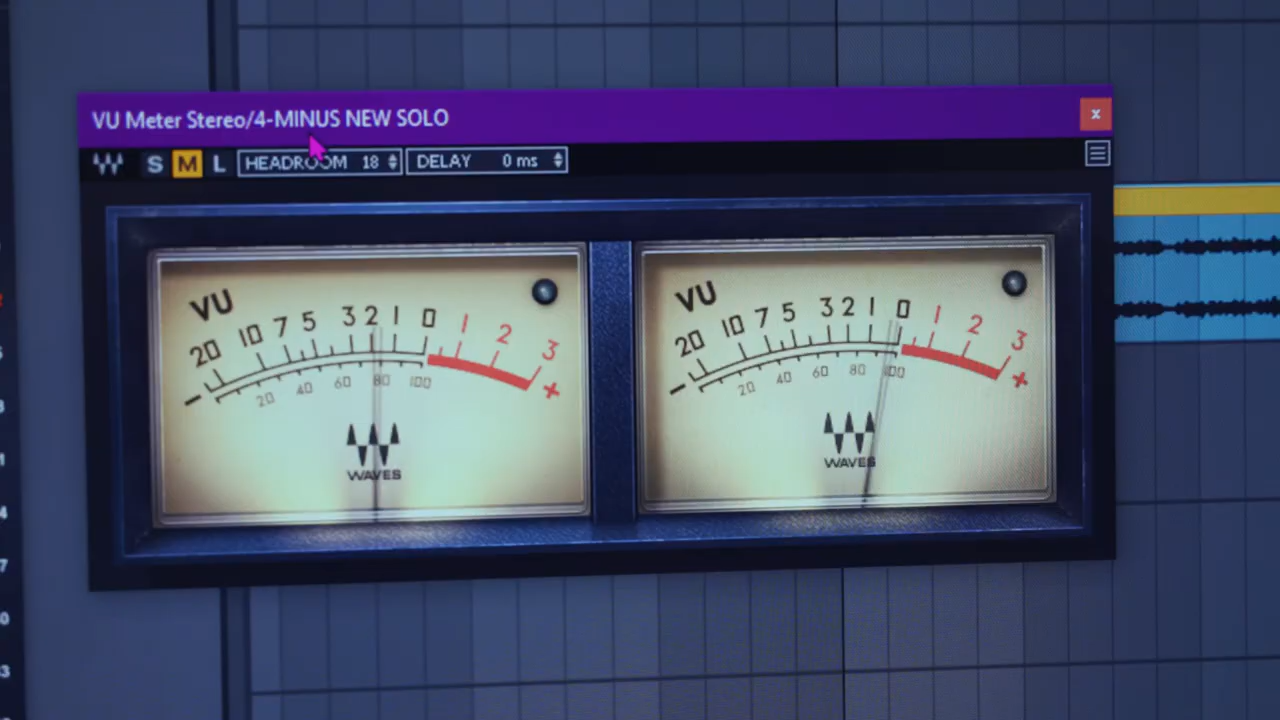 VU Meter Stereo/4-MINUS NEW SOLO
x
S M L HEADROOM 18 DELAY 0 ms
VU
20 10 7 5 3 2 1 0 1 2 3
- 20 40 60 80 100 +
WAVES
VU
20 10 7 5 3 2 1 0 1 2 3
- 20 40 60 80 100 +
WAVES